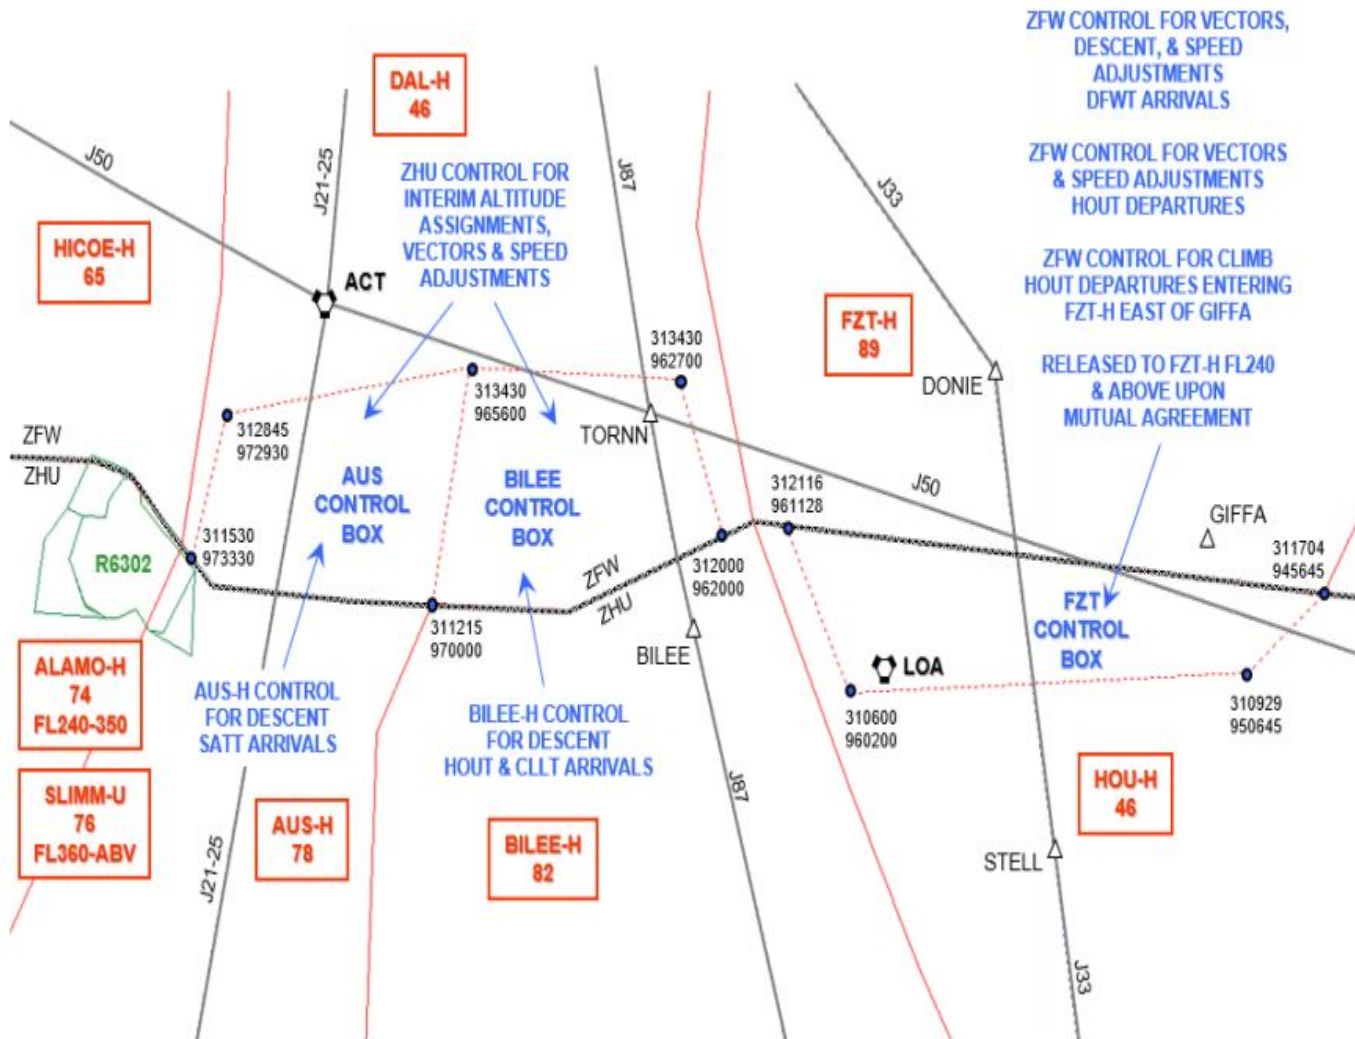 ZFW CONTROL FOR VECTORS,
DESCENT, & SPEED
ADJUSTMENTS
DFWT ARRIVALS
ZFW CONTROL FOR VECTORS
& SPEED ADJUSTMENTS
HOUT DEPARTURES
ZFW CONTROL FOR CLIMB
HOUT DEPARTURES ENTERING
FZT-H EAST OF GIFFA
RELEASED TO FZT-H FL240
& ABOVE UPON
MUTUAL AGREEMENT
DAL-H
46
J50
J21-25
ZHU CONTROL FOR
INTERIM ALTITUDE
ASSIGNMENTS,
VECTORS & SPEED
ADJUSTMENTS
J87
J33
HICOE-H
65
ACT
FZT-H
89
313430
962700
DONIE
313430
965600
TORNN
312845
972930
ZFW
ZHU
AUS
CONTROL
BOX
BILEE
CONTROL
BOX
312116
961128
J50
GIFFA
311530
973330
R6302
ZFW
ZHU
312000
962000
311704
945645
311215
970000
BILEE
FZT
CONTROL
BOX
LOA
ALAMO-H
74
FL240-350
AUS-H CONTROL
FOR DESCENT
SATT ARRIVALS
BILEE-H CONTROL
FOR DESCENT
HOUT & CLLT ARRIVALS
310600
960200
310929
950645
SLIMM-U
76
FL360-ABV
J21-25
AUS-H
78
BILEE-H
82
J87
HOU-H
46
STELL
J33